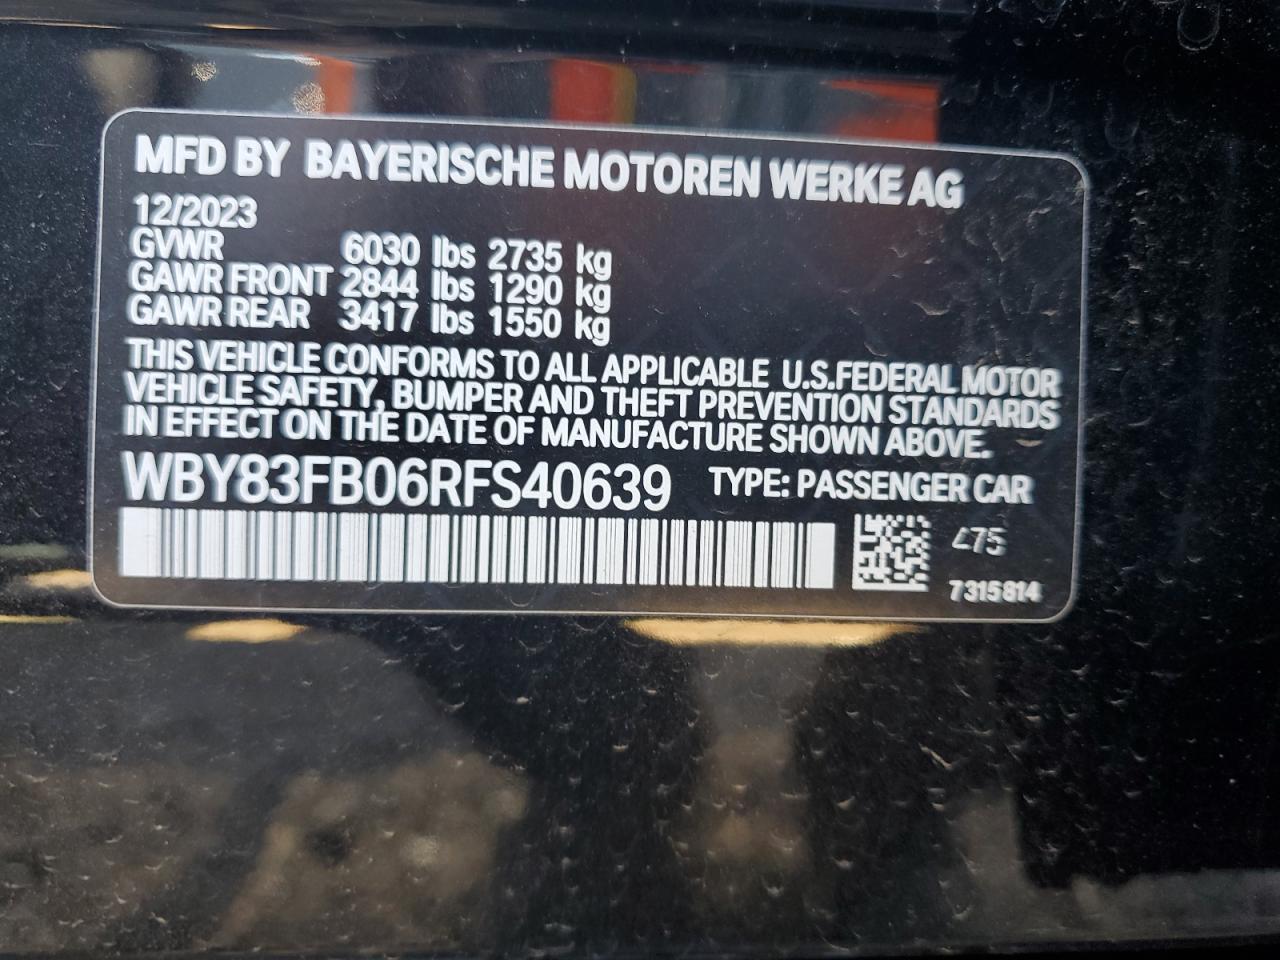 MFD BY BAYERISCHE MOTOREN WERKE AG
12/2023
GVWR 6030 lbs 2735 kg
GAWR FRONT 2844 lbs 1290 kg
GAWR REAR 3417 lbs 1550 kg
THIS VEHICLE CONFORMS TO ALL APPLICABLE U.S.FEDERAL MOTOR
VEHICLE SAFETY, BUMPER AND THEFT PREVENTION STANDARDS
IN EFFECT ON THE DATE OF MANUFACTURE SHOWN ABOVE.
WBY83FB06RFS40639 TYPE: PASSENGER CAR
475
7315814